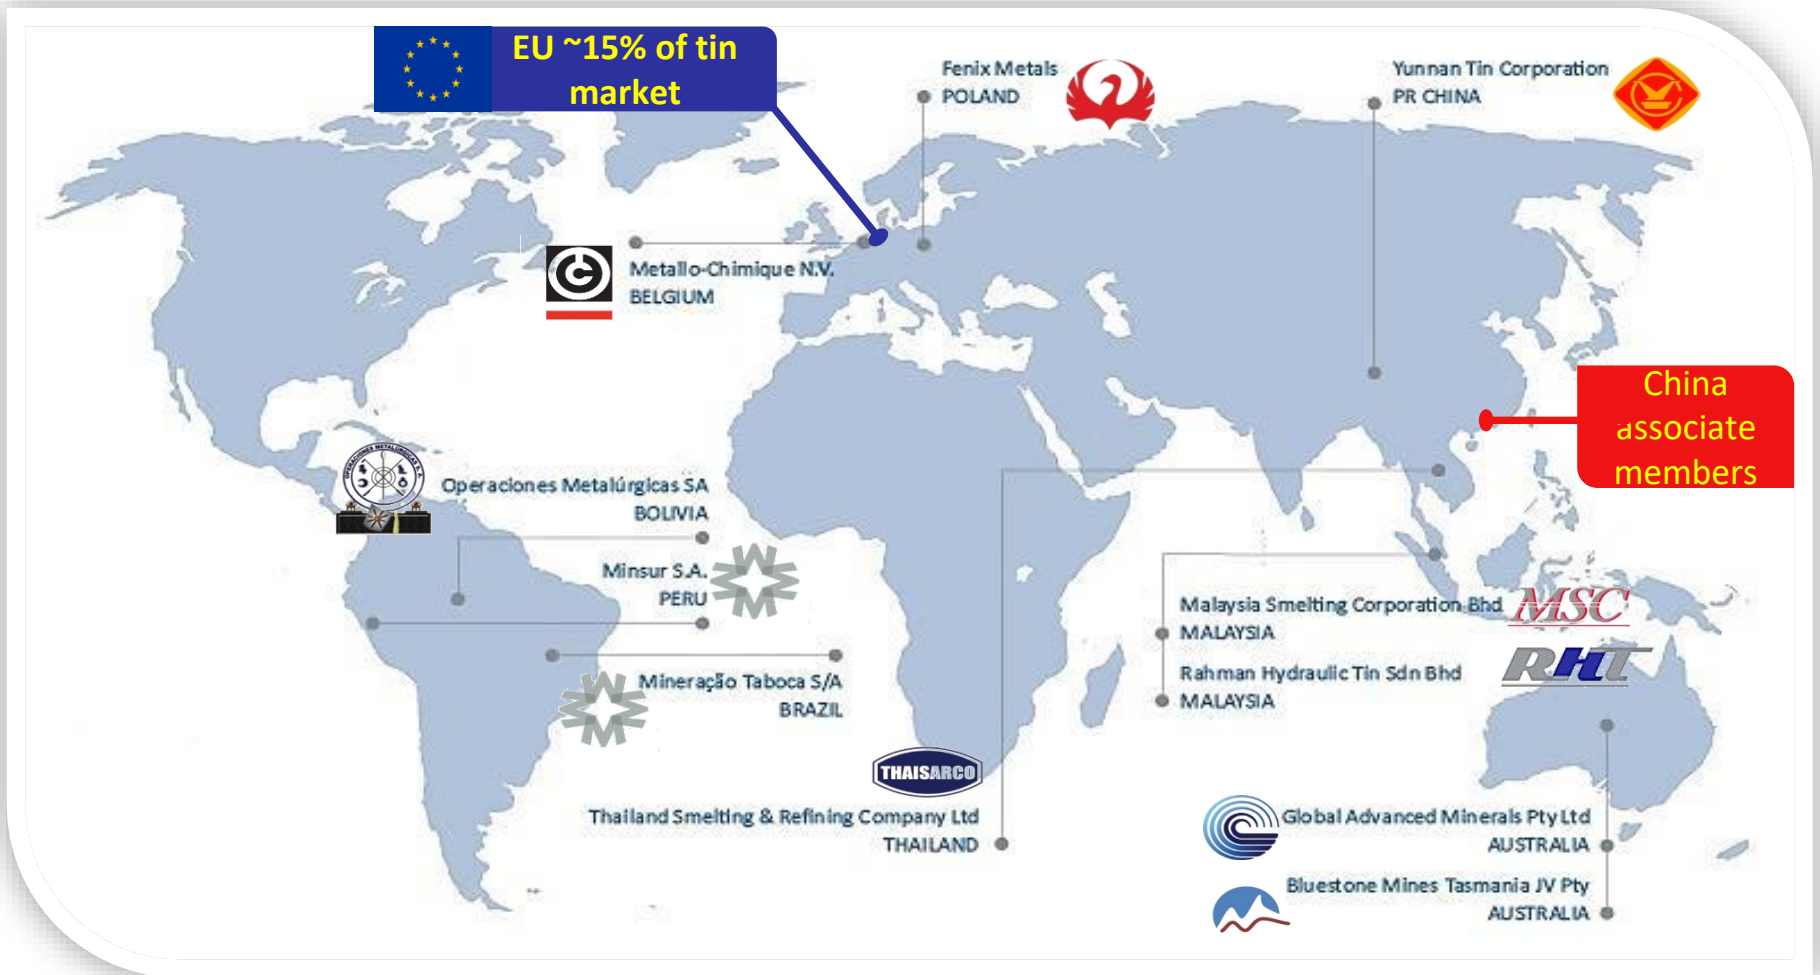 EU ~15% of tin
market
Fenix Metals
POLAND
Yunnan Tin Corporation
PR CHINA
Metallo-Chimique N.V.
BELGIUM
China
associate
members
Operaciones Metalúrgicas SA
BOLIVIA
Minsur S.A.
PERU
Mineração Taboca S/A
BRAZIL
Malaysia Smelting Corporation Bhd
MALAYSIA
MSC
Rahman Hydraulic Tin Sdn Bhd
MALAYSIA
RHT
THAISARCO
Thailand Smelting & Refining Company Ltd
THAILAND
Global Advanced Minerals Pty Ltd
AUSTRALIA
Bluestone Mines Tasmania JV Pty
AUSTRALIA